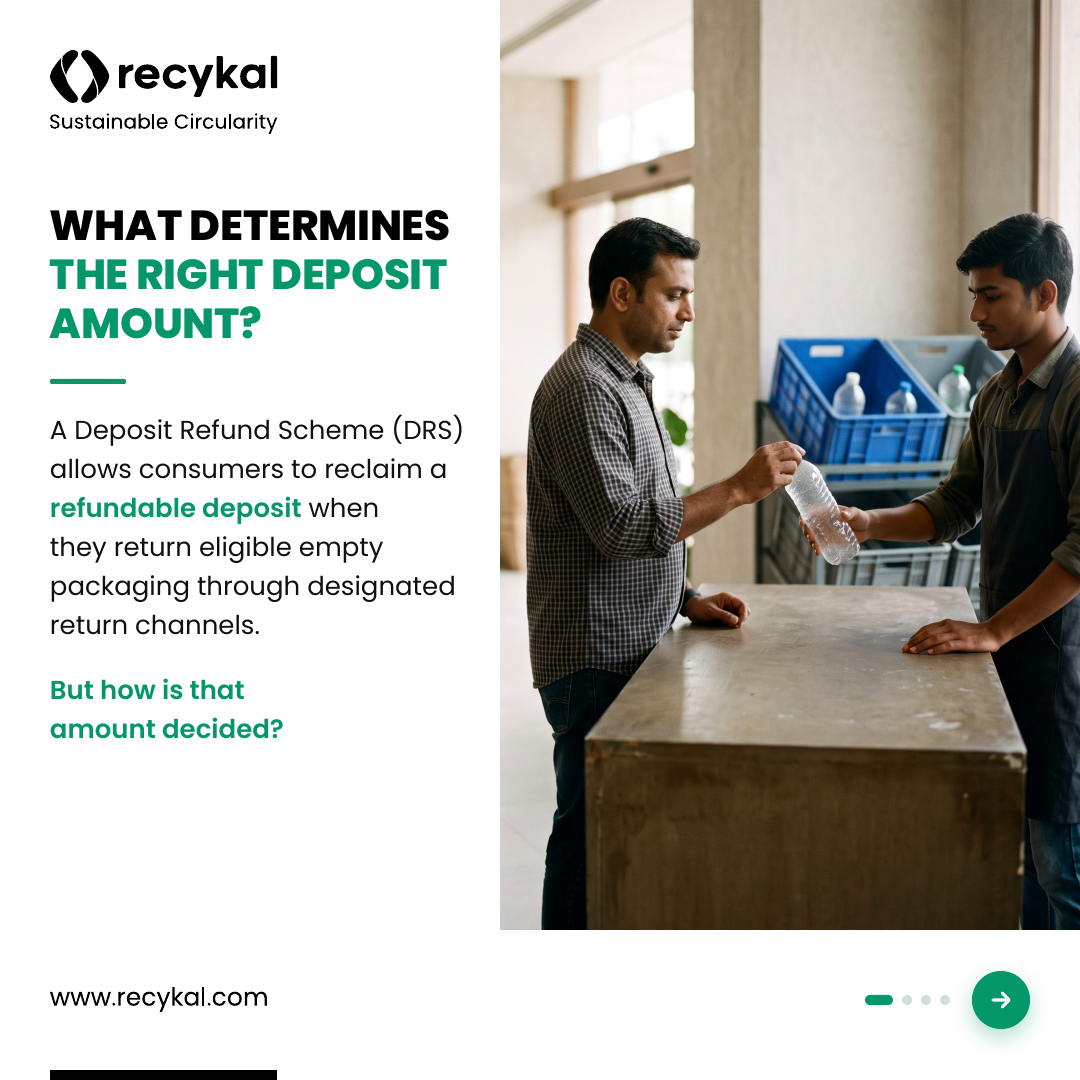 recykal
Sustainable Circularity
WHAT DETERMINES
THE RIGHT DEPOSIT
AMOUNT?
A Deposit Refund Scheme (DRS)
allows consumers to reclaim a
refundable deposit when
they return eligible empty
packaging through designated
return channels.
But how is that
amount decided?
www.recykal.com